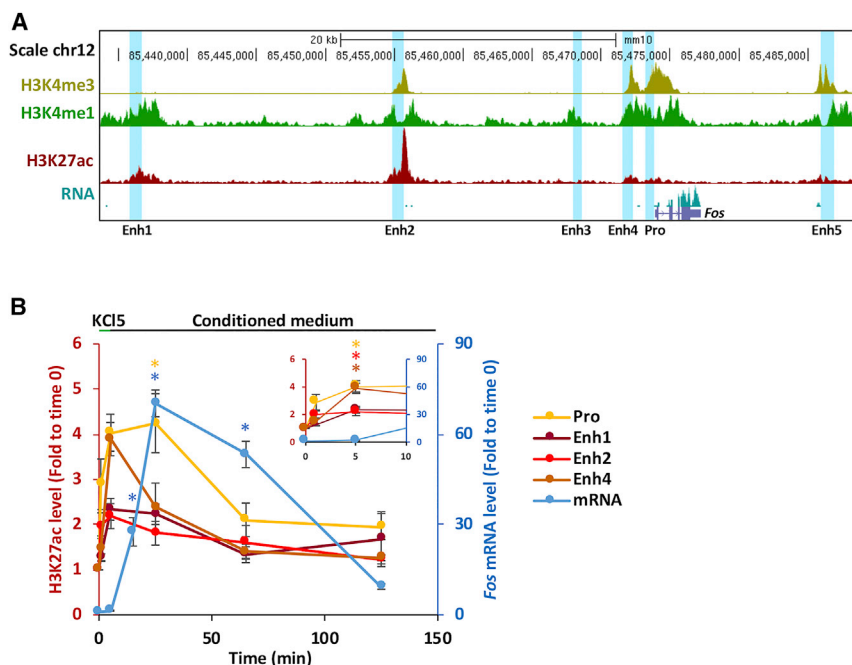 A
20 kb mm10
Scale chr12 85,440,000 85,445,000 85,450,000 85,455,000 85,460,000 85,465,000 85,470,000 85,475,000 85,480,000 85,485,000
H3K4me3
H3K4me1
H3K27ac
RNA
Fos
Enh1 Enh2 Enh3 Enh4 Pro Enh5
B
KCl5 Conditioned medium
H3K27ac level (Fold to time 0)
6
5
4
3
2
1
0
0 50 100 150
Time (min)
90
60
30
0
Fos mRNA level (Fold to time 0)
* * * *
* * *
6 90
4 60
2 30
0 0
0 5 10
Pro
Enh1
Enh2
Enh4
mRNA